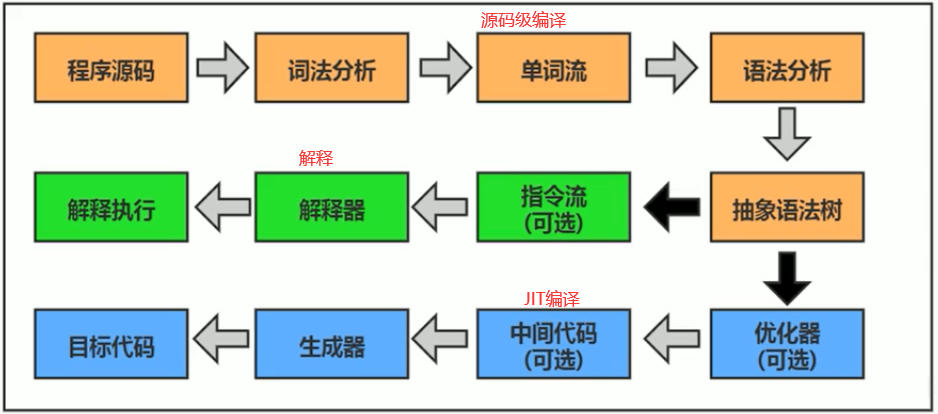 源码级编译
程序源码
词法分析
单词流
语法分析
解释
解释执行
解释器
指令流
(可选)
抽象语法树
JIT编译
目标代码
生成器
中间代码
(可选)
优化器
(可选)